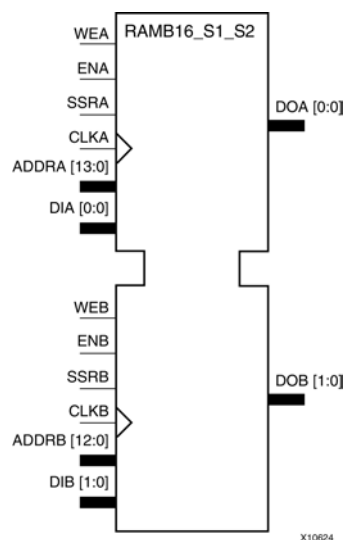 RAMB16_S1_S2
WEA
ENA
SSRA
CLKA
ADDRA [13:0]
DIA [0:0]
DOA [0:0]
WEB
ENB
SSRB
CLKB
ADDRB [12:0]
DIB [1:0]
DOB [1:0]
X10624